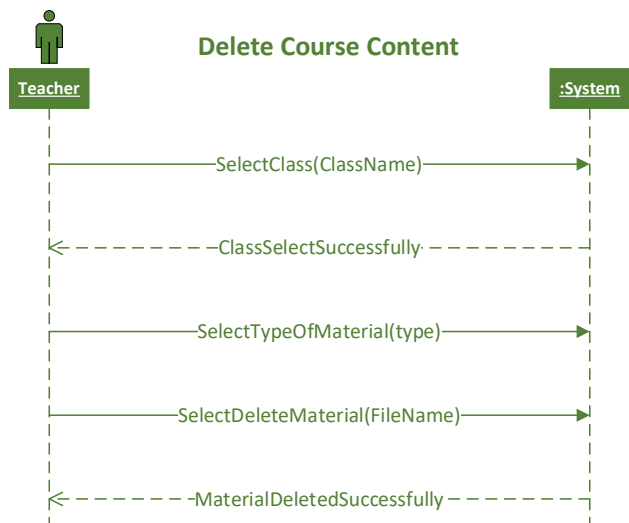 Delete Course Content
Teacher
:System
SelectClass(ClassName)
ClassSelectSuccessfully
SelectTypeOfMaterial(type)
SelectDeleteMaterial(FileName)
MaterialDeletedSuccessfully